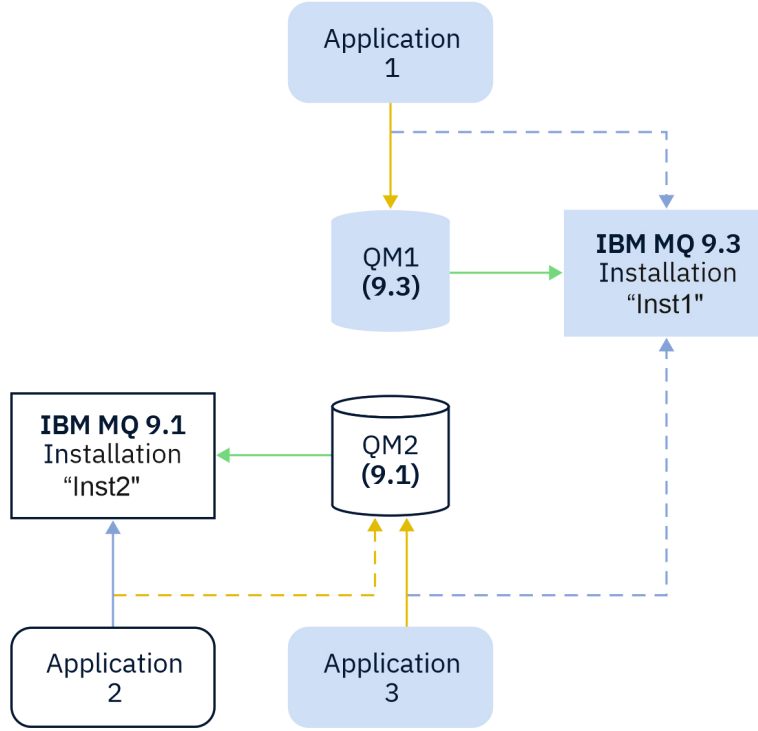 Application
1
QM1
(9.3)
IBM MQ 9.3
Installation
“Inst1"
IBM MQ 9.1
Installation
“Inst2"
QM2
(9.1)
Application
2
Application
3